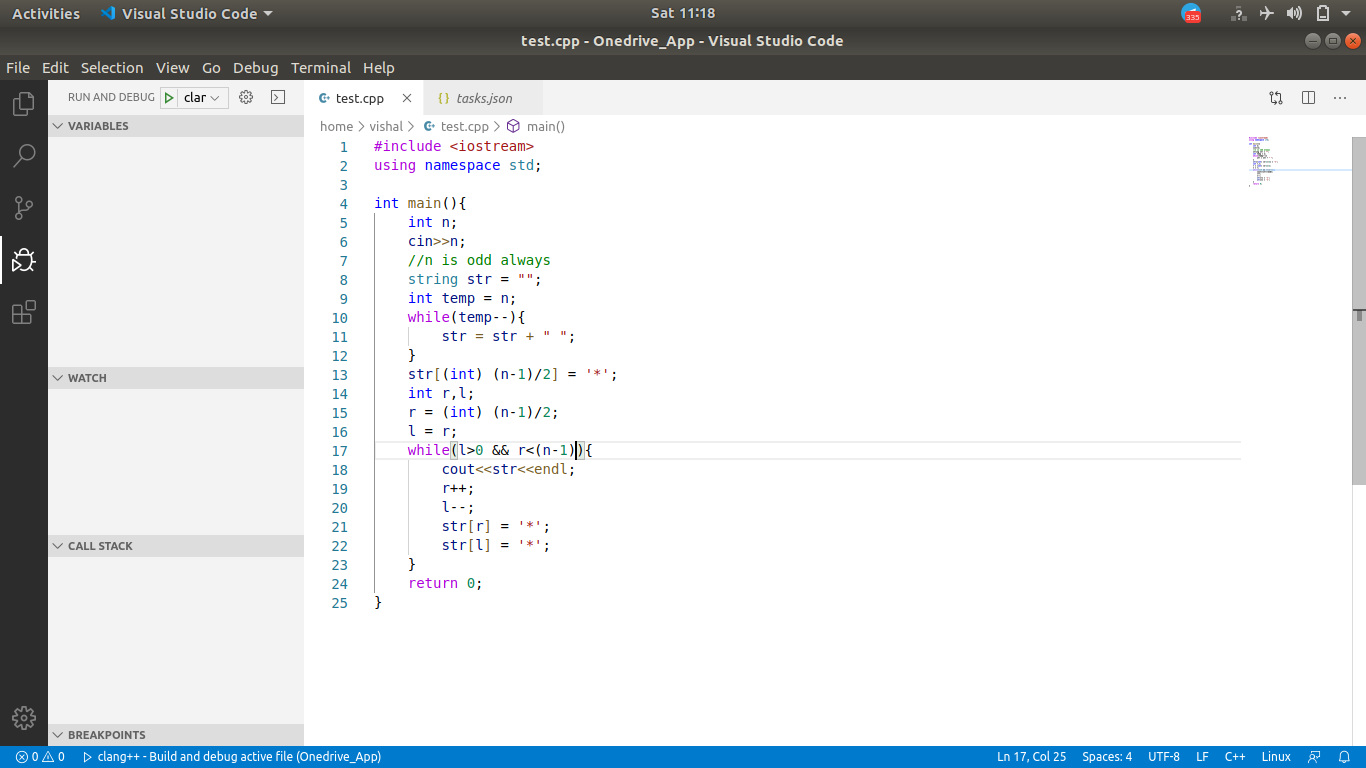 Activities Visual Studio Code Sat 11:18 335
test.cpp - Onedrive_App - Visual Studio Code
File Edit Selection View Go Debug Terminal Help
RUN AND DEBUG clar test.cpp tasks.json
VARIABLES
home > vishal > test.cpp > main()
1 #include <iostream>
2 using namespace std;
3
4 int main(){
5 int n;
6 cin>>n;
7 //n is odd always
8 string str = "";
9 int temp = n;
10 while(temp--){
11 str = str + " ";
12 }
13 str[(int) (n-1)/2] = '*';
14 int r,l;
15 r = (int) (n-1)/2;
16 l = r;
17 while(l>0 && r<(n-1)){
18 cout<<str<<endl;
19 r++;
20 l--;
21 str[r] = '*';
22 str[l] = '*';
23 }
24 return 0;
25 }
WATCH
CALL STACK
BREAKPOINTS
0 0 clang++ - Build and debug active file (Onedrive_App) Ln 17, Col 25 Spaces: 4 UTF-8 LF C++ Linux